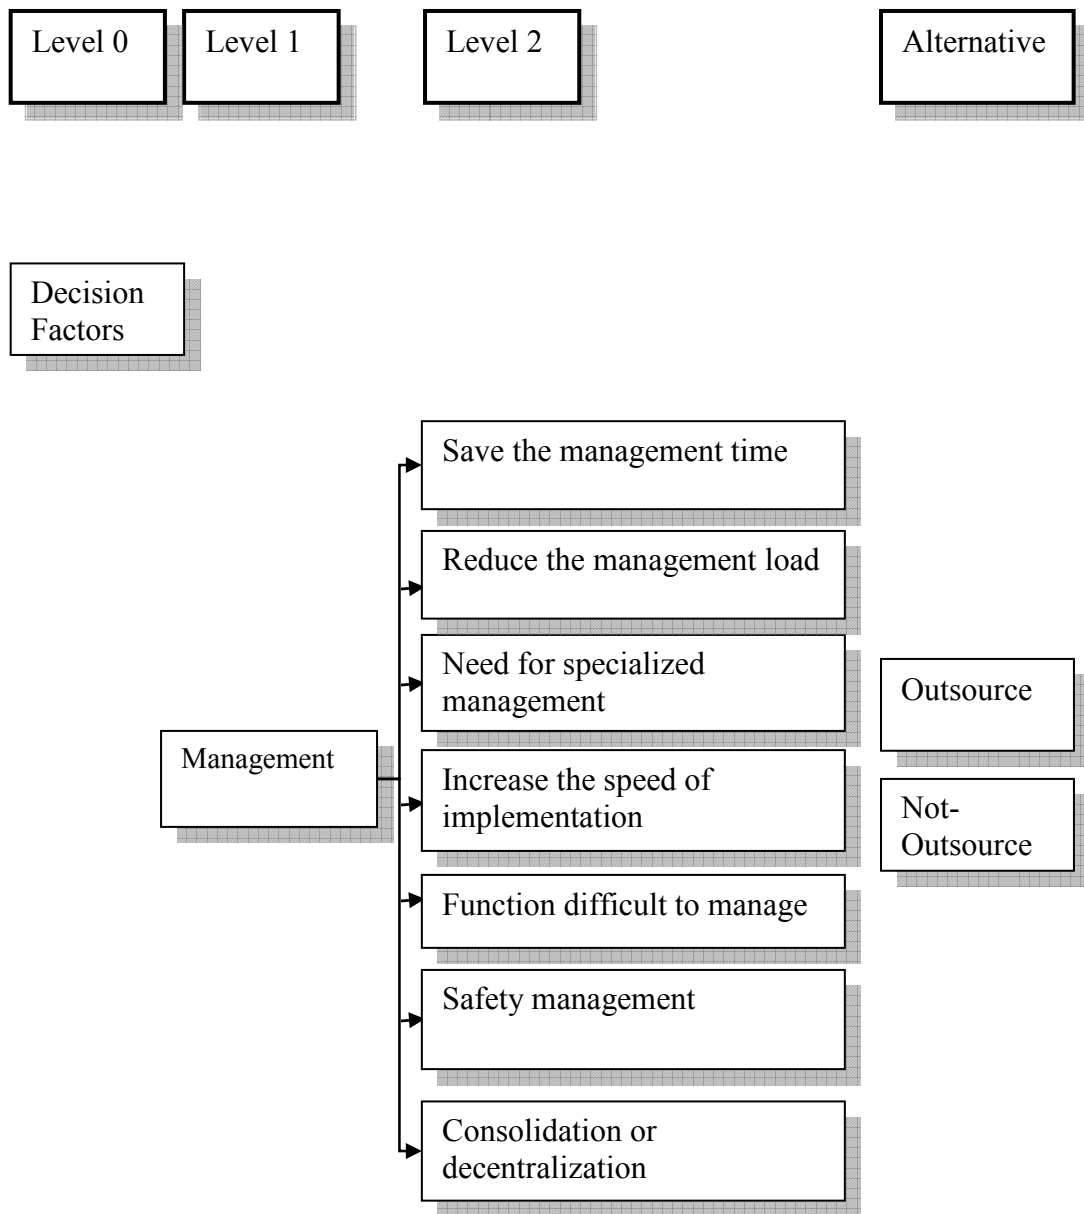 Level 0
Level 1
Level 2
Alternative
Decision
Factors
Save the management time
Reduce the management load
Need for specialized
management
Outsource
Management
Increase the speed of
implementation
Not-
Outsource
Function difficult to manage
Safety management
Consolidation or
decentralization